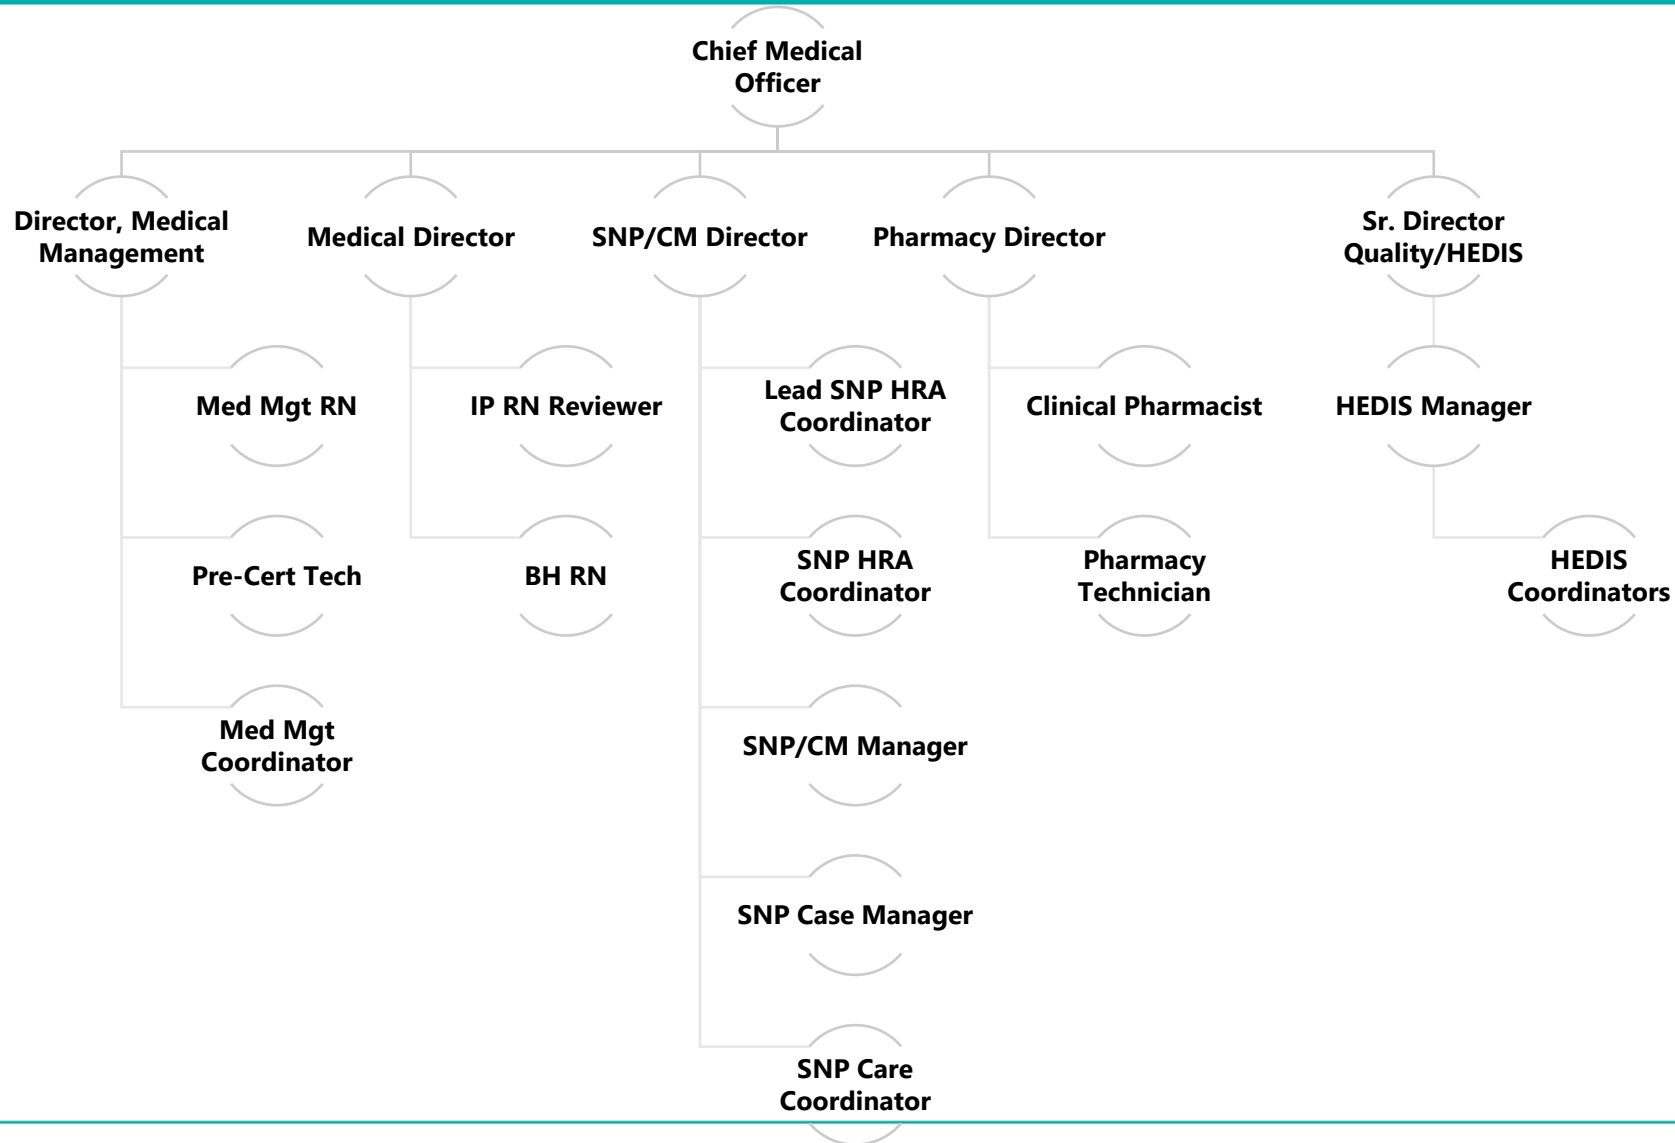 Chief Medical
Officer
Director, Medical
Management
Medical Director
SNP/CM Director
Pharmacy Director
Sr. Director
Quality/HEDIS
Med Mgt RN
IP RN Reviewer
Lead SNP HRA
Coordinator
Clinical Pharmacist
HEDIS Manager
Pre-Cert Tech
BH RN
SNP HRA
Coordinator
Pharmacy
Technician
HEDIS
Coordinators
Med Mgt
Coordinator
SNP/CM Manager
SNP Case Manager
SNP Care
Coordinator